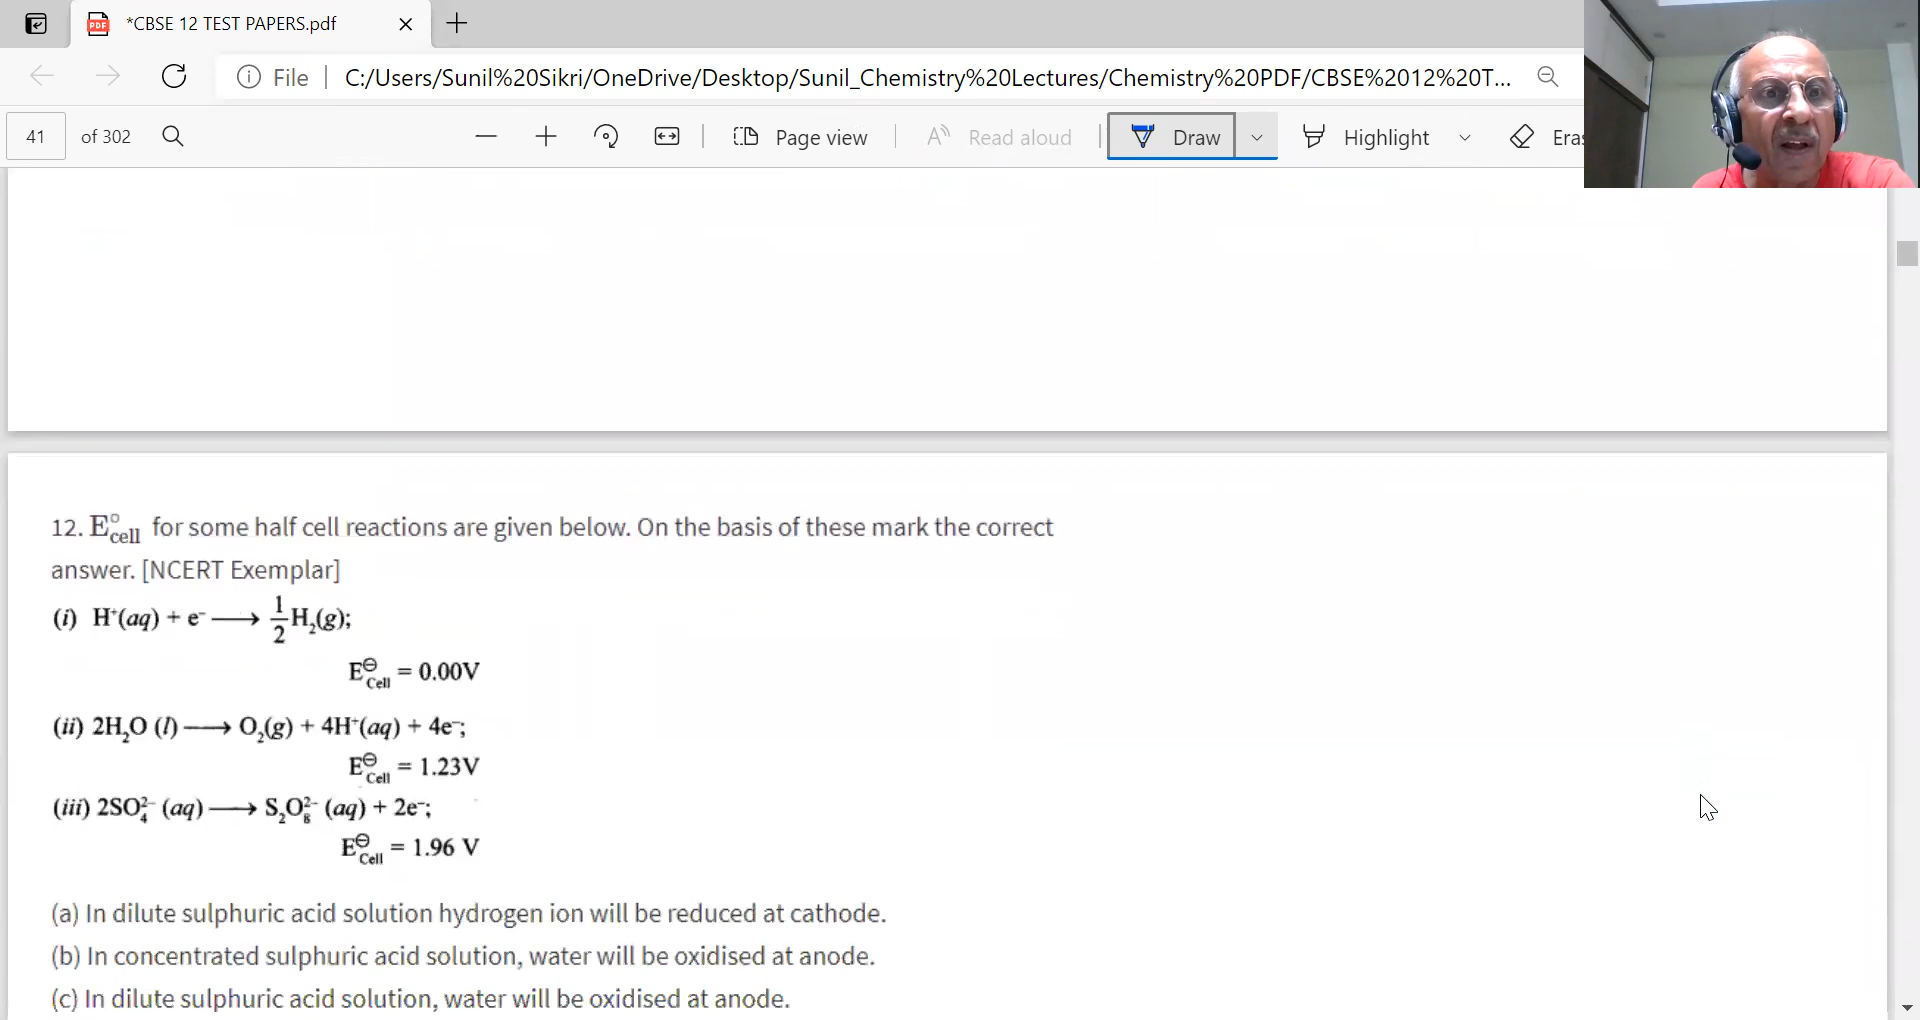 *CBSE 12 TEST PAPERS.pdf
File | C:/Users/Sunil%20Sikri/OneDrive/Desktop/Sunil_Chemistry%20Lectures/Chemistry%20PDF/CBSE%2012%20T...
41 of 302 Page view Read aloud Draw Highlight Eras
12. E°cell for some half cell reactions are given below. On the basis of these mark the correct
answer. [NCERT Exemplar]
(i) H⁺(aq) + e⁻ ⟶ 1/2 H₂(g);
E⊖Cell = 0.00V
(ii) 2H₂O (l) ⟶ O₂(g) + 4H⁺(aq) + 4e⁻;
E⊖Cell = 1.23V
(iii) 2SO₄²⁻ (aq) ⟶ S₂O₈²⁻ (aq) + 2e⁻;
E⊖Cell = 1.96 V
(a) In dilute sulphuric acid solution hydrogen ion will be reduced at cathode.
(b) In concentrated sulphuric acid solution, water will be oxidised at anode.
(c) In dilute sulphuric acid solution, water will be oxidised at anode.